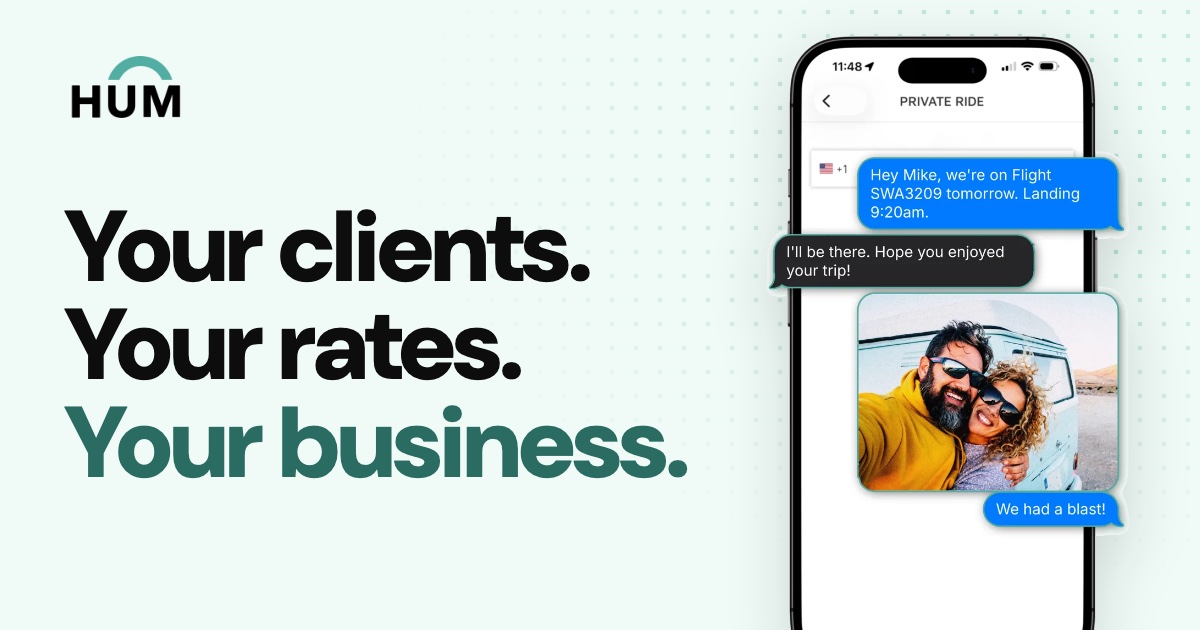 HUM
Your clients.
Your rates.
Your business.
11:48
PRIVATE RIDE
+1
Hey Mike, we're on Flight
SWA3209 tomorrow. Landing
9:20am.
I'll be there. Hope you enjoyed
your trip!
We had a blast!